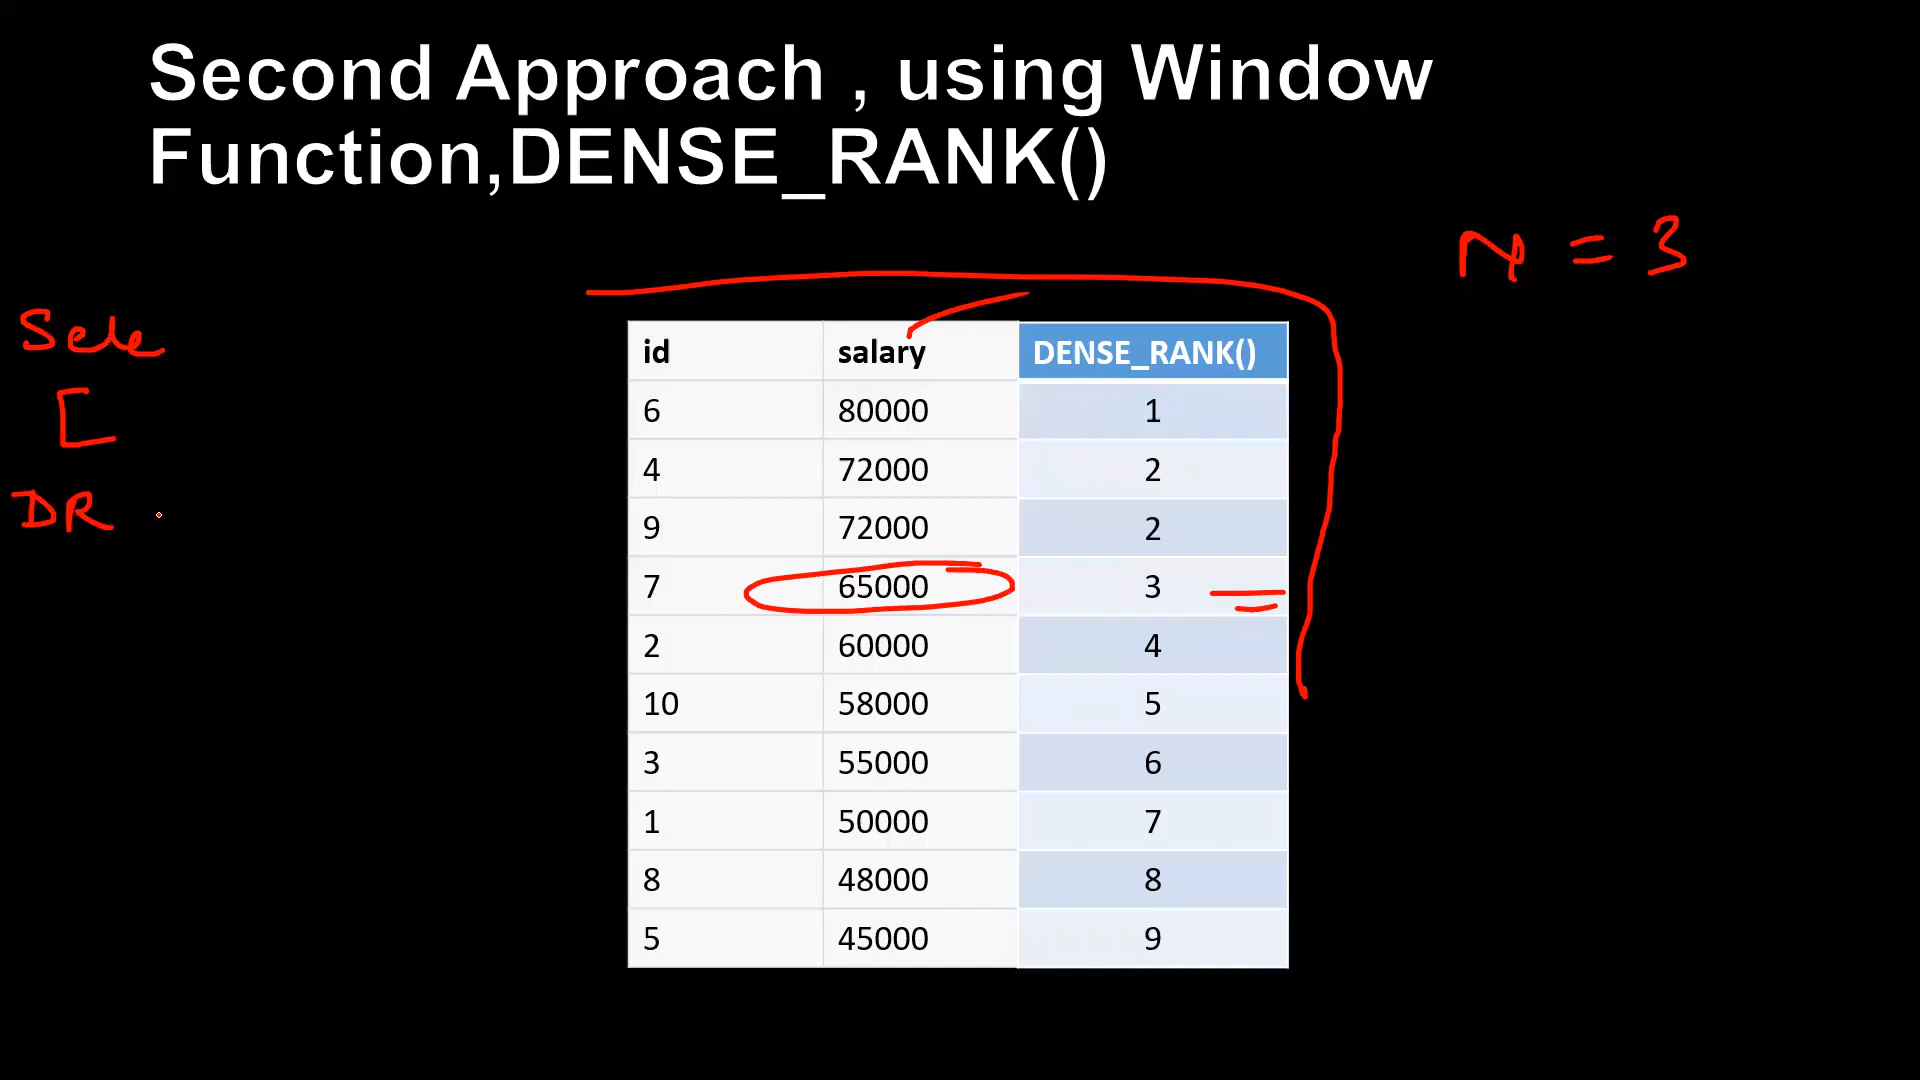 Second Approach , using Window
Function,DENSE_RANK()
N = 3
Sele
[
DR .
id salary DENSE_RANK()
6 80000 1
4 72000 2
9 72000 2
7 65000 3
2 60000 4
10 58000 5
3 55000 6
1 50000 7
8 48000 8
5 45000 9